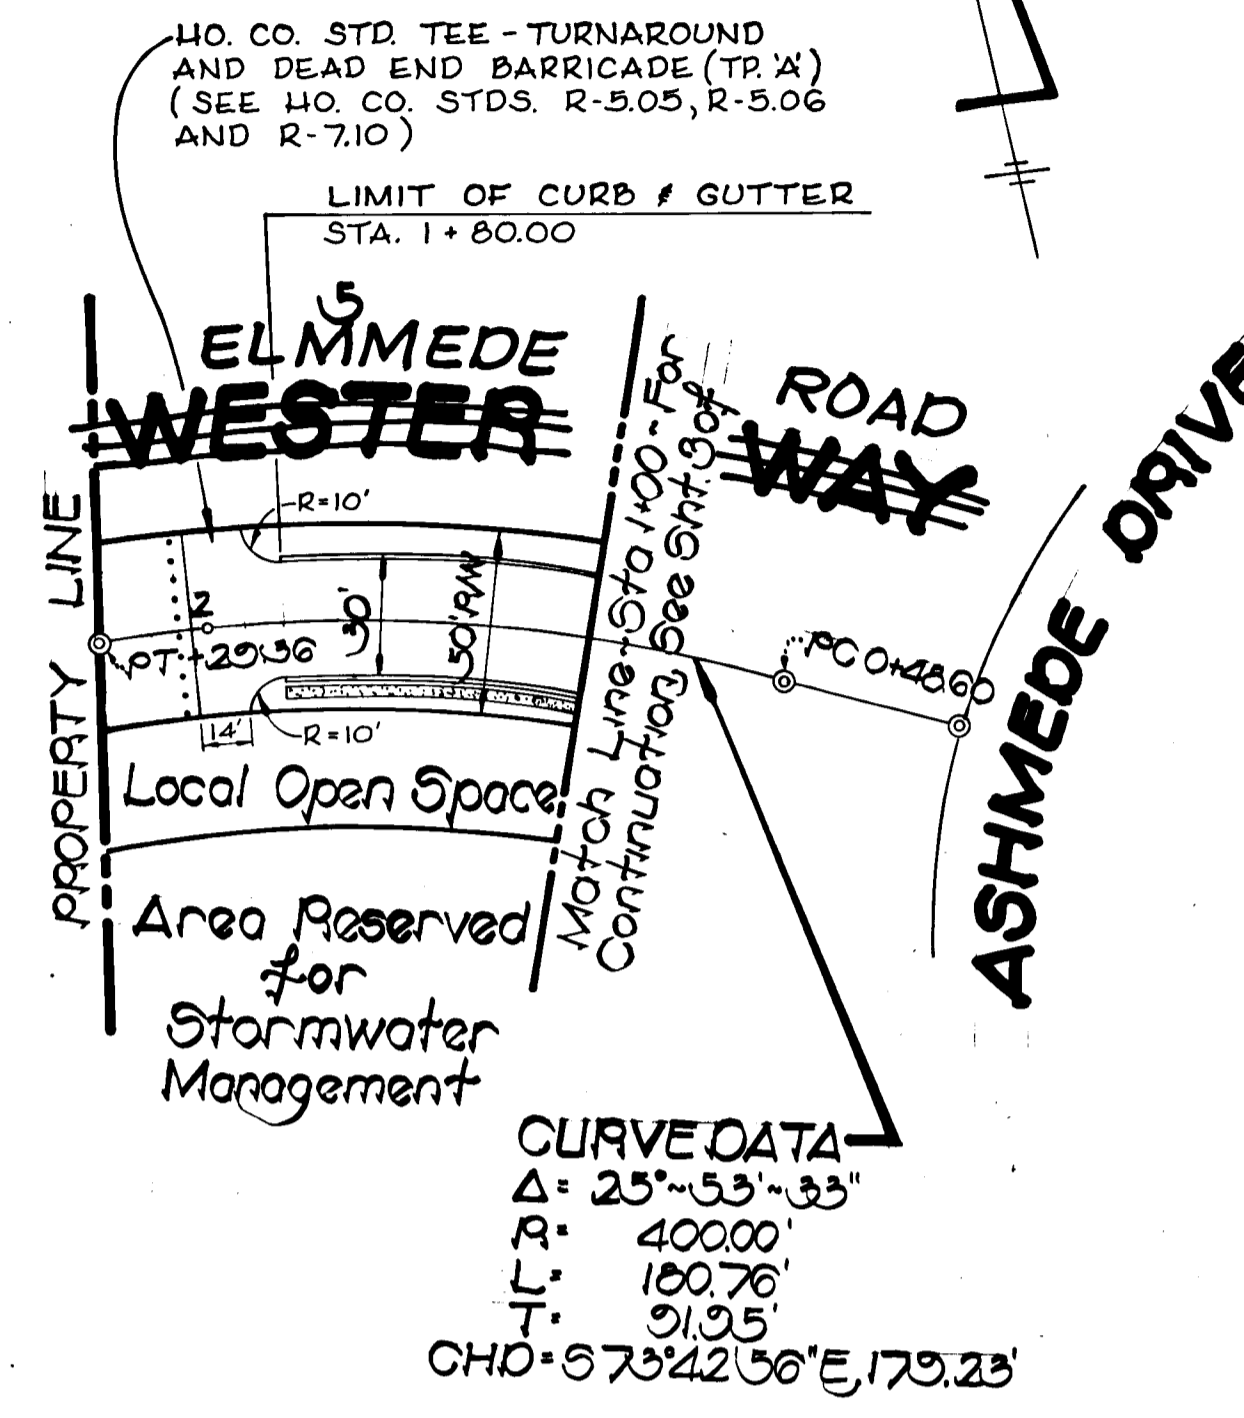 HO. CO. STD. TEE - TURNAROUND
AND DEAD END BARRICADE (TP. 'A')
(SEE HO. CO. STDS. R-5.05, R-5.06
AND R-7.10)
LIMIT OF CURB & GUTTER
STA. 1 + 80.00
5
ELMMEDE
WESTER
ROAD
WAY
ASHMEDE DRIVE
PROPERTY LINE
R=10'
2
PT + 29.36
30'
50' R/W
14'
R=10'
Match Line - Sta 1+00 - For
Continuation, See Sht. 3 of
PC 0+48.60
Local Open Space
Area Reserved
for
Stormwater
Management
CURVE DATA
Δ= 25°~53'~33"
R= 400.00'
L= 180.76'
T= 91.95'
CHD=S 73°42'56"E, 179.23'